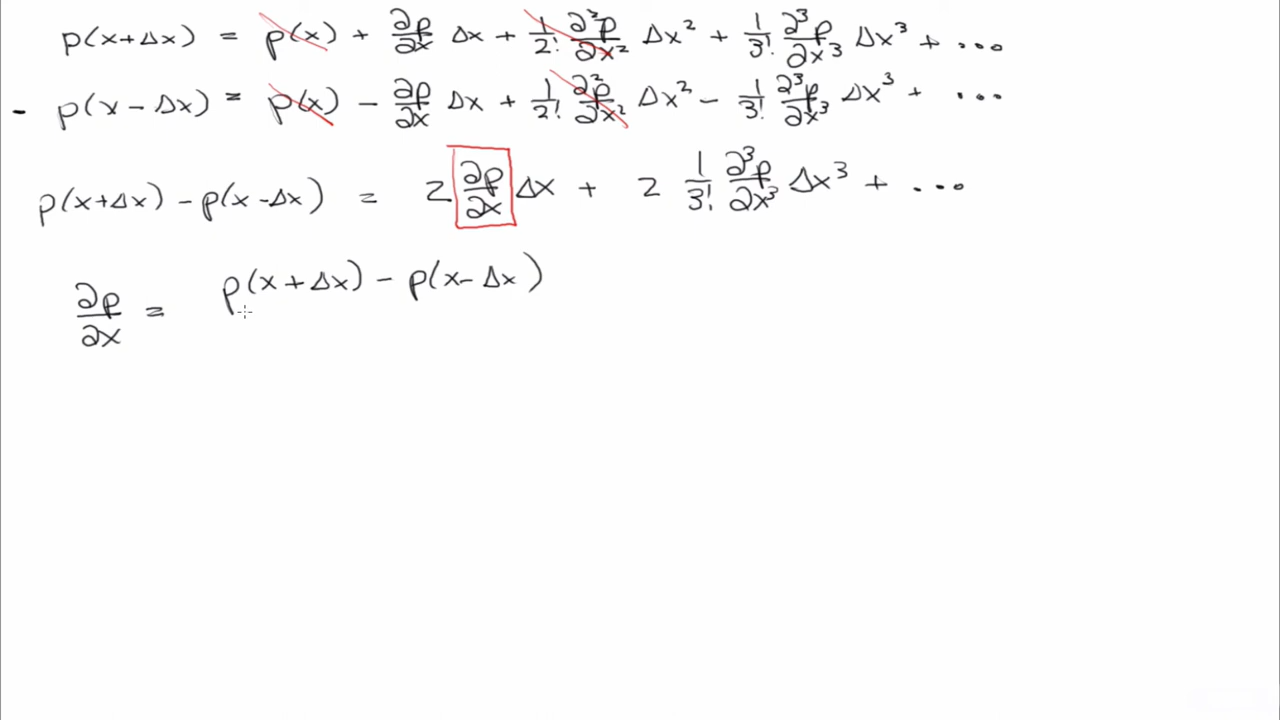 p(x+Δx) = p(x) + ∂p/∂x Δx + 1/2! ∂²p/∂x² Δx² + 1/3! ∂³p/∂x³ Δx³ + ...
- p(x-Δx) = p(x) - ∂p/∂x Δx + 1/2! ∂²p/∂x² Δx² - 1/3! ∂³p/∂x³ Δx³ + ...
p(x+Δx) - p(x-Δx) = 2 ∂p/∂x Δx + 2 1/3! ∂³p/∂x³ Δx³ + ...
∂p/∂x = p(x+Δx) - p(x-Δx)